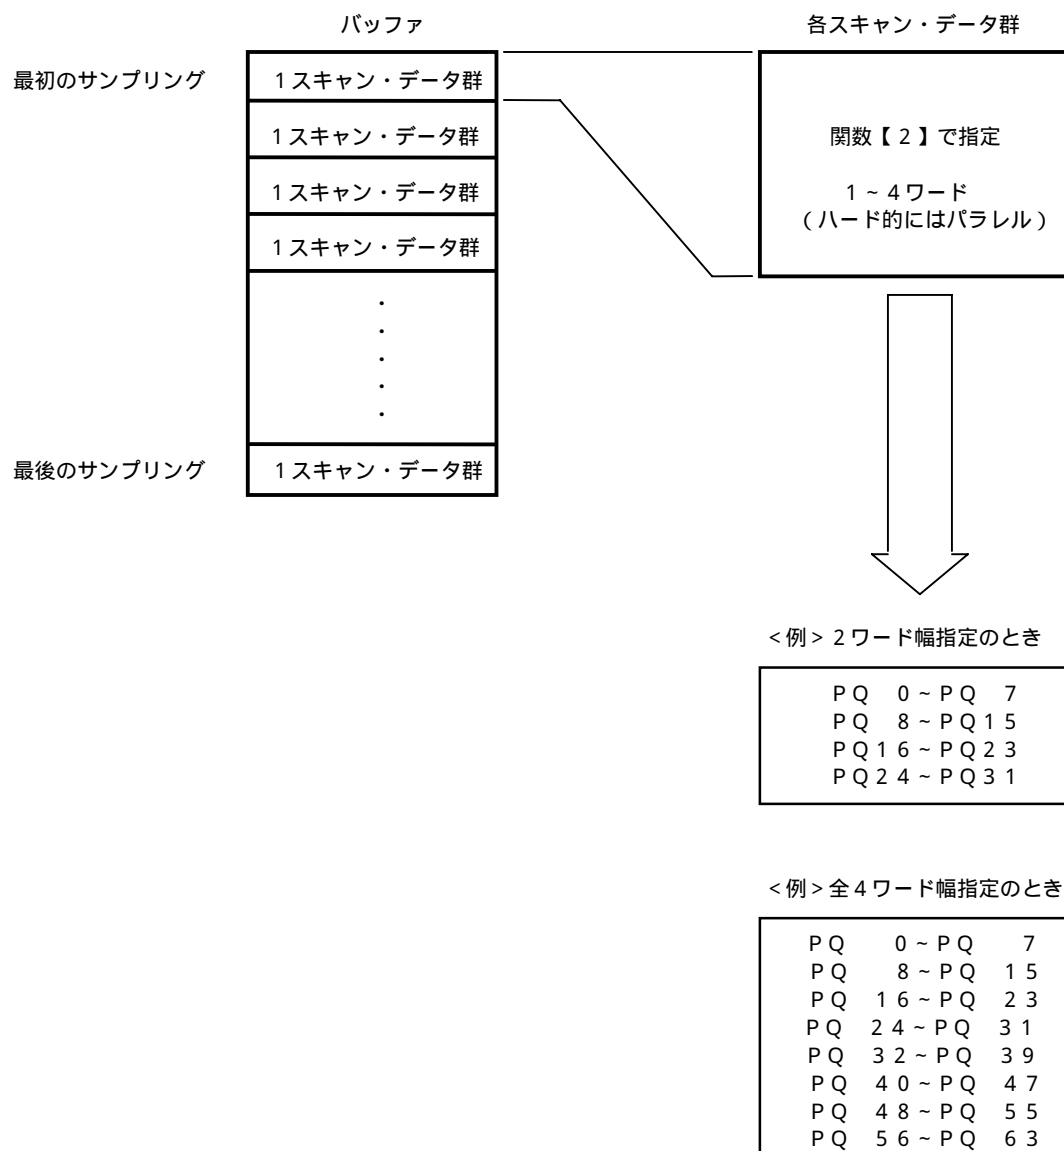 バッファ
各スキャン・データ群
最初のサンプリング
1スキャン・データ群
1スキャン・データ群
1スキャン・データ群
1スキャン・データ群
・
・
・
・
・
最後のサンプリング
1スキャン・データ群
関数【2】で指定
1~4ワード
(ハード的にはパラレル)
<例>2ワード幅指定のとき
PQ 0~PQ 7
PQ 8~PQ15
PQ16~PQ23
PQ24~PQ31
<例>全4ワード幅指定のとき
PQ 0~PQ 7
PQ 8~PQ 15
PQ 16~PQ 23
PQ 24~PQ 31
PQ 32~PQ 39
PQ 40~PQ 47
PQ 48~PQ 55
PQ 56~PQ 63